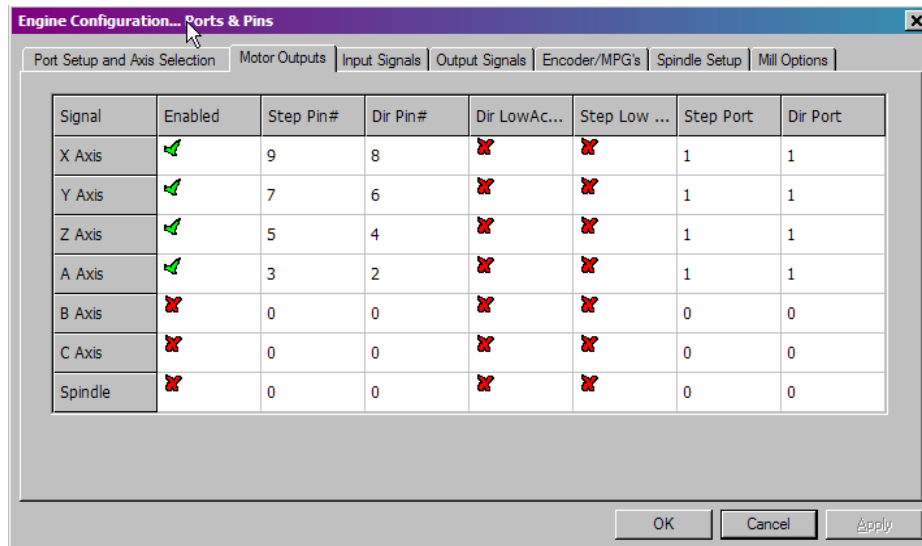 Engine Configuration... Ports & Pins
Port Setup and Axis Selection Motor Outputs Input Signals Output Signals Encoder/MPG's Spindle Setup Mill Options
Signal Enabled Step Pin# Dir Pin# Dir LowAc... Step Low ... Step Port Dir Port
X Axis 9 8 1 1
Y Axis 7 6 1 1
Z Axis 5 4 1 1
A Axis 3 2 1 1
B Axis 0 0 0 0
C Axis 0 0 0 0
Spindle 0 0 0 0
OK Cancel Apply